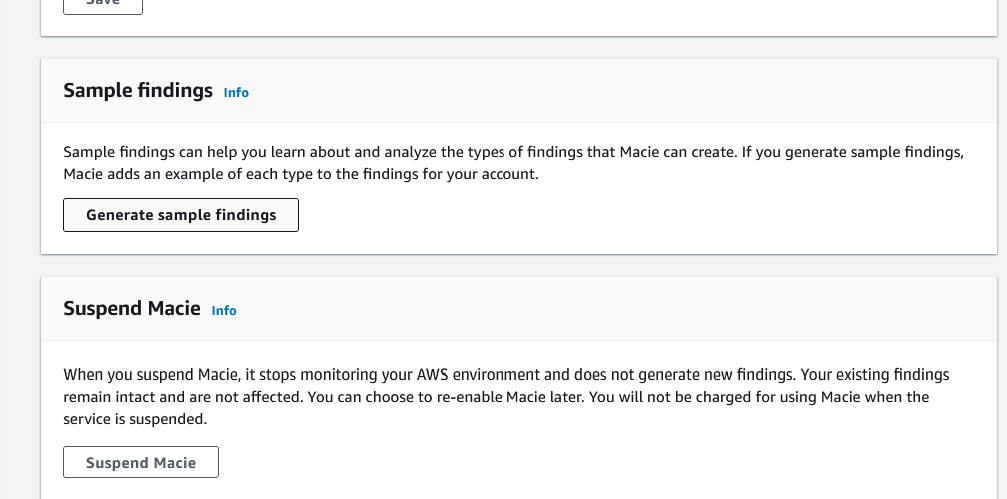 Save
Sample findings Info
Sample findings can help you learn about and analyze the types of findings that Macie can create. If you generate sample findings,
Macie adds an example of each type to the findings for your account.
Generate sample findings
Suspend Macie Info
When you suspend Macie, it stops monitoring your AWS environment and does not generate new findings. Your existing findings
remain intact and are not affected. You can choose to re-enable Macie later. You will not be charged for using Macie when the
service is suspended.
Suspend Macie